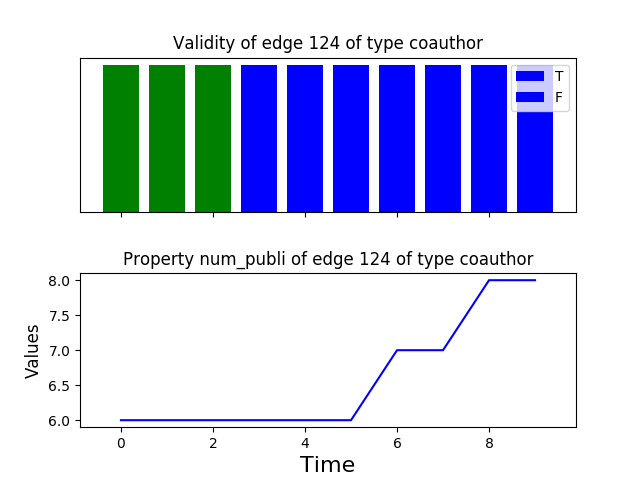 Validity of edge 124 of type coauthor
T
F
Property num_publi of edge 124 of type coauthor
8.0
7.5
7.0
6.5
6.0
Values
0 2 4 6 8
Time